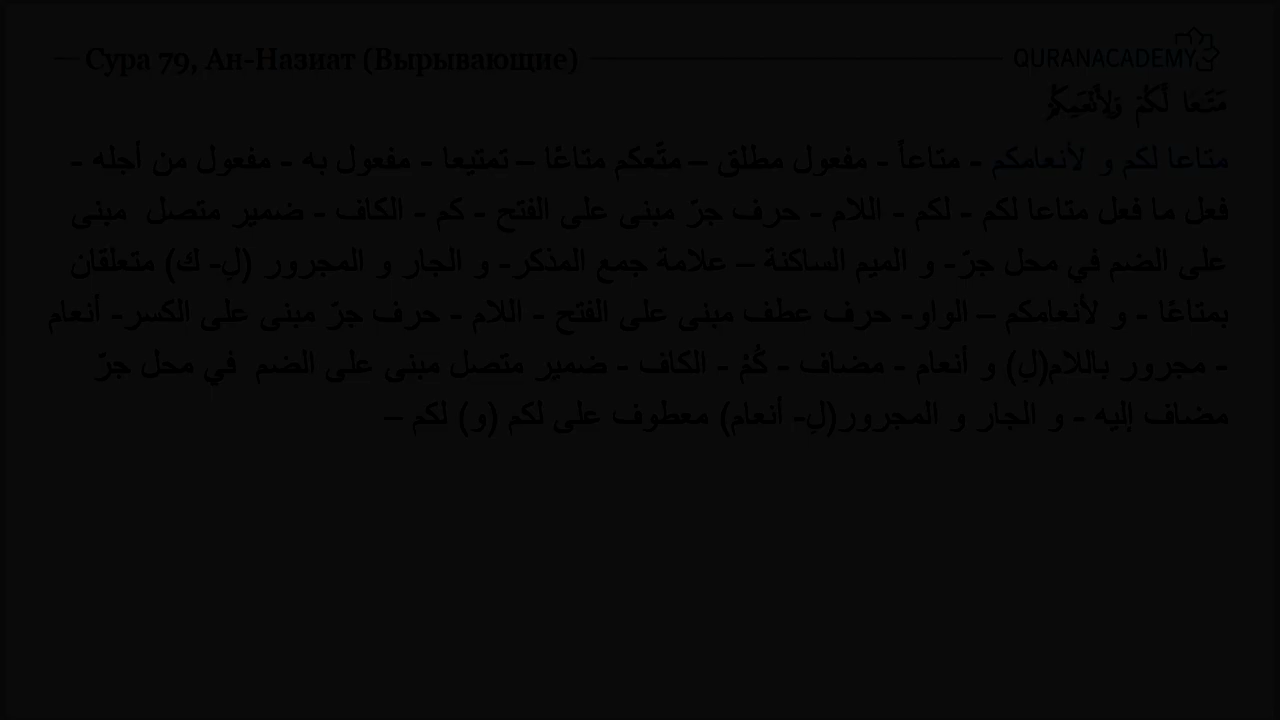 Сура 79, Ан-Назиат (Вырывающие)
QURANACADEMY
مَتَـٰعًا لَّكُمْ وَلِأَنْعَـٰمِكُمْ
متاعا لكم و لأنعامكم - متاعاً - مفعول مطلق – متَّعكم متاعًا – تمتيعا - مفعول به - مفعول من أجله -
فعل ما فعل متاعا لكم - لكم - اللام - حرف جرّ مبنى على الفتح - كم - الكاف - ضمير متصل مبنى
على الضم في محل جرّ- و الميم الساكنة – علامة جمع المذكر- و الجار و المجرور (لِ- ك) متعلقان
بمتاعًا - و لأنعامكم – الواو- حرف عطف مبنى على الفتح - اللام - حرف جرّ مبنى على الكسر- أنعام
- مجرور باللام(لِ) و أنعام - مضاف - كُمْ - الكاف - ضمير متصل مبنى على الضم في محل جرّ
مضاف إليه - و الجار و المجرور(لِ- أنعام) معطوف على لكم (و) لكم –